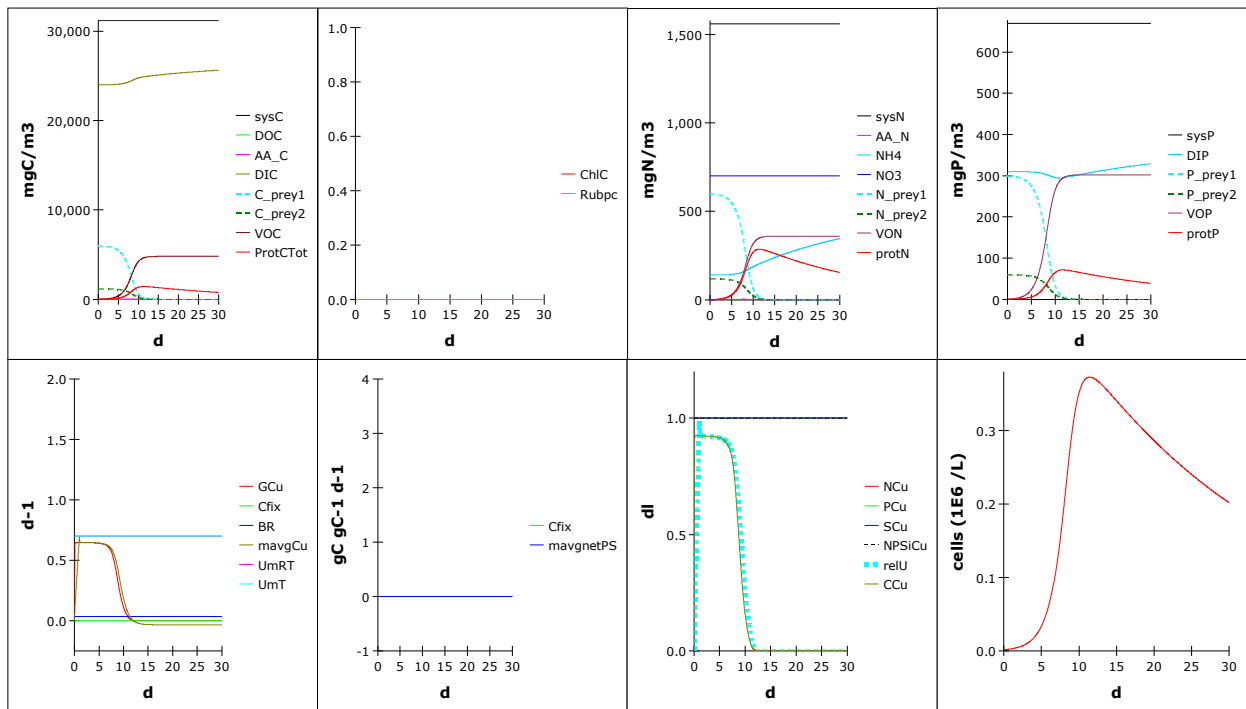 mgC/m3
30,000
20,000
10,000
0
0 5 10 15 20 25 30
d
sysC
DOC
AA_C
DIC
C_prey1
C_prey2
VOC
ProtCTot
1.0
0.8
0.6
0.4
0.2
0.0
0 5 10 15 20 25 30
d
ChlC
Rubpc
mgN/m3
1,500
1,000
500
0
0 5 10 15 20 25 30
d
sysN
AA_N
NH4
NO3
N_prey1
N_prey2
VON
protN
mgP/m3
600
500
400
300
200
100
0
0 5 10 15 20 25 30
d
sysP
DIP
P_prey1
P_prey2
VOP
protP
d-1
2.0
1.5
1.0
0.5
0.0
0 5 10 15 20 25 30
d
GCu
Cfix
BR
mavgCu
UmRT
UmT
gC gC-1 d-1
4
3
2
1
0
-1
0 5 10 15 20 25 30
d
Cfix
mavgnetPS
dl
1.0
0.5
0.0
0 5 10 15 20 25 30
d
NCu
PCu
SCu
NPSiCu
relU
CCu
cells (1E6 /L)
0.3
0.2
0.1
0.0
0 5 10 15 20 25 30
d